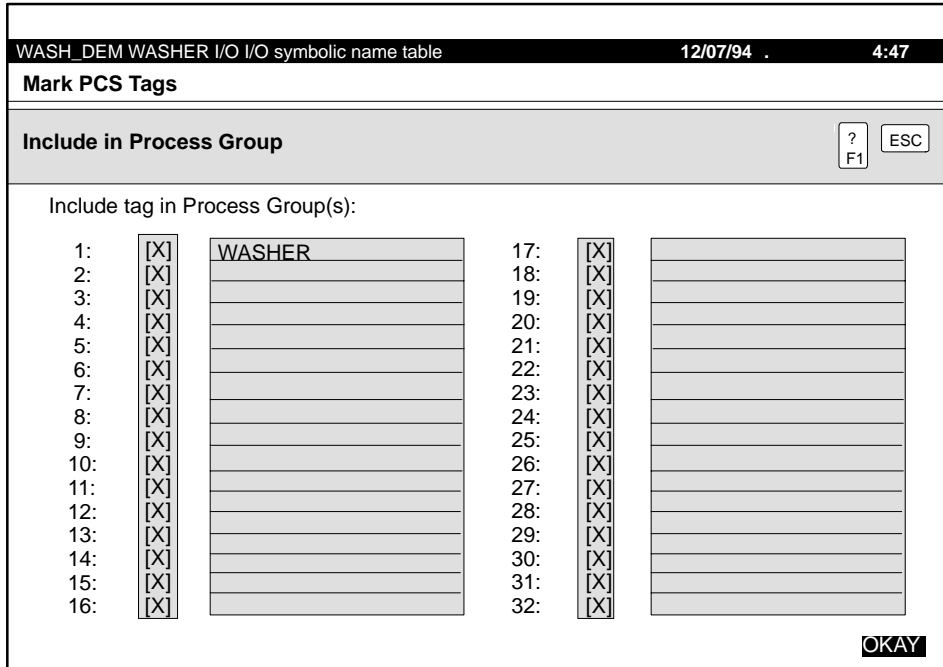 WASH_DEM WASHER I/O I/O symbolic name table 12/07/94 . 4:47
Mark PCS Tags
Include in Process Group
?
F1
ESC
Include tag in Process Group(s):
1: [X] WASHER 17: [X]
2: [X] 18: [X]
3: [X] 19: [X]
4: [X] 20: [X]
5: [X] 21: [X]
6: [X] 22: [X]
7: [X] 23: [X]
8: [X] 24: [X]
9: [X] 25: [X]
10: [X] 26: [X]
11: [X] 27: [X]
12: [X] 28: [X]
13: [X] 29: [X]
14: [X] 30: [X]
15: [X] 31: [X]
16: [X] 32: [X]
OKAY